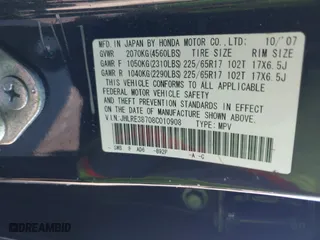 MFD. IN JAPAN BY HONDA MOTOR CO., LTD. 10/07
GVWR 2070KG(4560LBS) TIRE SIZE RIM SIZE
GAWR F 1050KG(2310LBS) 225/65R17 102T 17X6.5J
GAWR R 1040KG(2290LBS) 225/65R17 102T 17X6.5J
THIS VEHICLE CONFORMS TO ALL APPLICABLE
FEDERAL MOTOR VEHICLE SAFETY STANDARDS IN EFFECT
ON THE DATE OF MANUFACTURE SHOWN ABOVE.
V.I.N. JHLRE38708C010908 TYPE: MPV
-A -C
DREAMBID